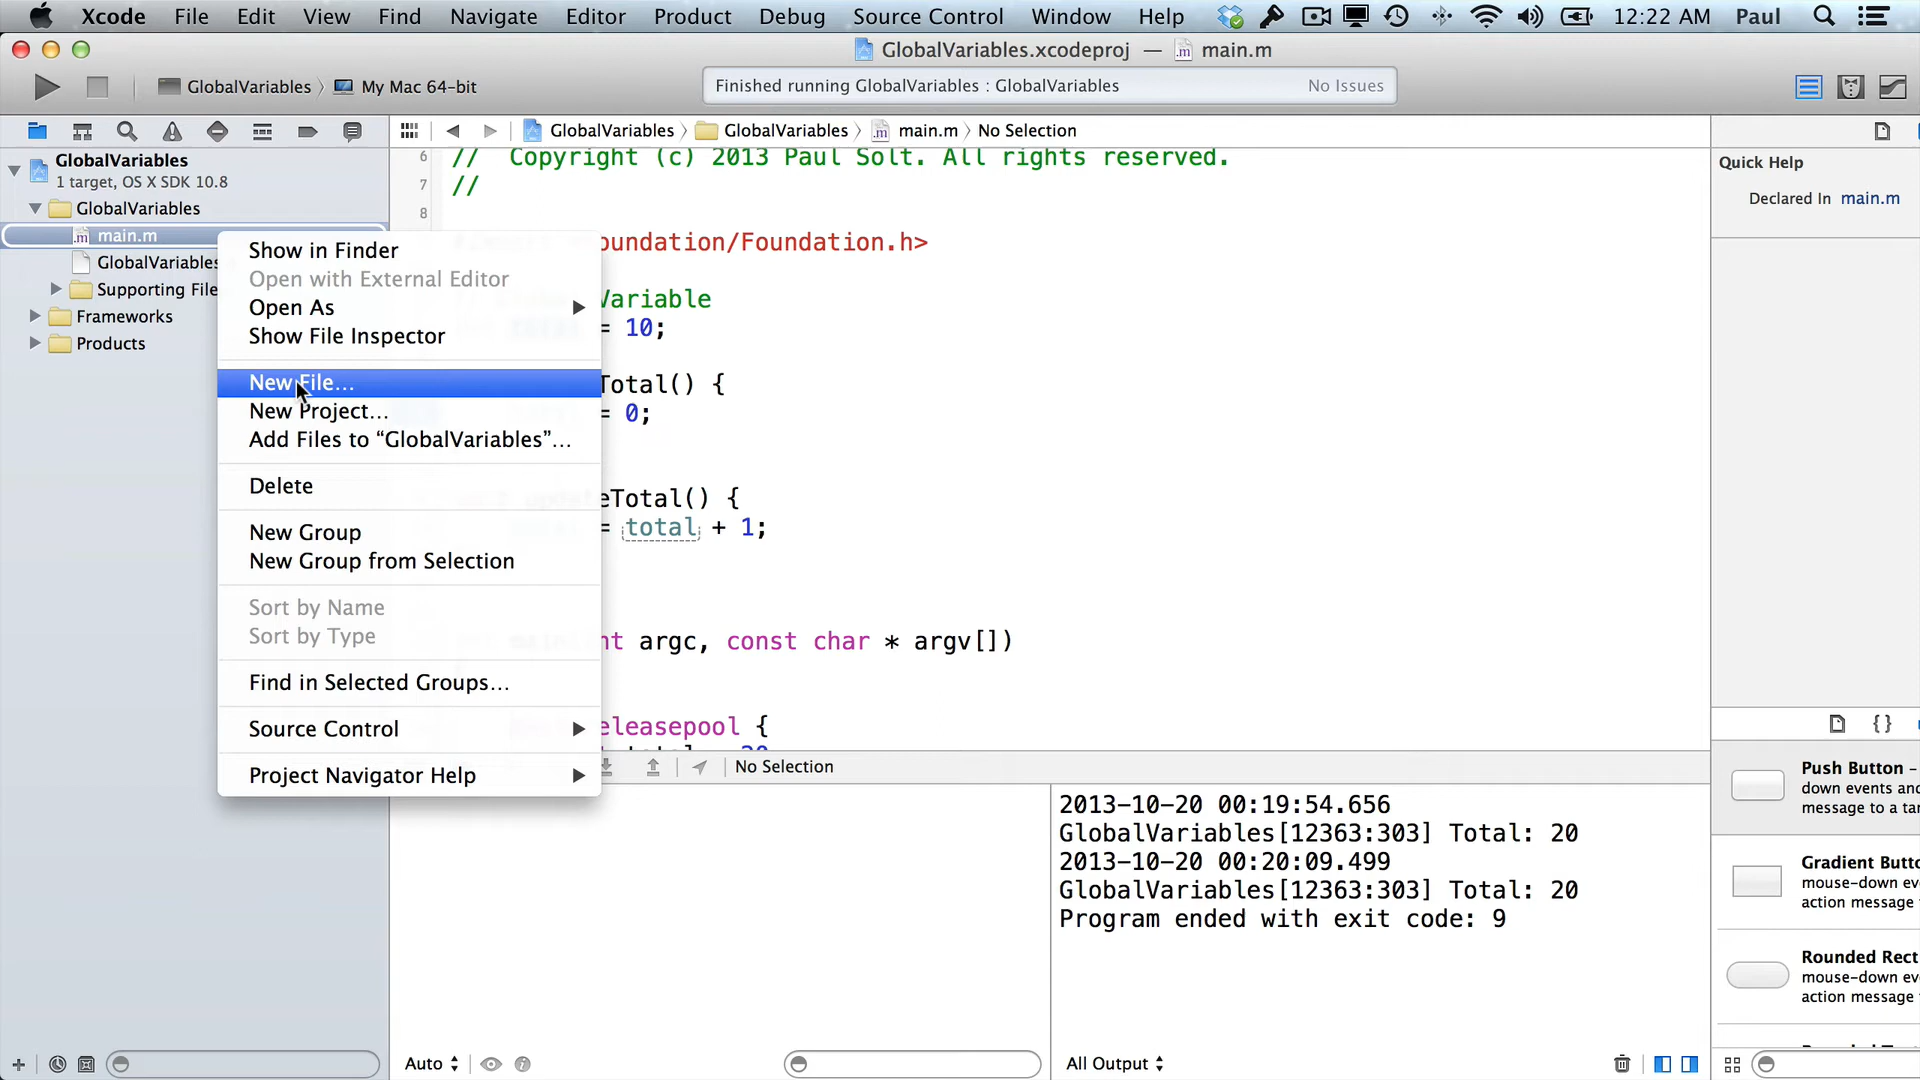 Xcode File Edit View Find Navigate Editor Product Debug Source Control Window Help 12:22 AM Paul
GlobalVariables.xcodeproj — main.m
GlobalVariables My Mac 64-bit
Finished running GlobalVariables : GlobalVariables No Issues
GlobalVariables GlobalVariables main.m No Selection
GlobalVariables
1 target, OS X SDK 10.8
GlobalVariables
main.m
GlobalVariables
Supporting File
Frameworks
Products
Show in Finder
Open with External Editor
Open As
Show File Inspector
New File...
New Project...
Add Files to “GlobalVariables”...
Delete
New Group
New Group from Selection
Sort by Name
Sort by Type
Find in Selected Groups...
Source Control
Project Navigator Help
6 // Copyright (c) 2013 Paul Solt. All rights reserved.
7 //
8
oundation/Foundation.h>
Variable
= 10;
Total() {
= 0;
eTotal() {
= total + 1;
nt argc, const char * argv[])
eleasepool {
No Selection
2013-10-20 00:19:54.656
GlobalVariables[12363:303] Total: 20
2013-10-20 00:20:09.499
GlobalVariables[12363:303] Total: 20
Program ended with exit code: 9
Auto
All Output
Quick Help
Declared In main.m
{ }
Push Button –
down events and
message to a tar
Gradient Butto
mouse-down eve
action message t
Rounded Rect
mouse-down eve
action message t